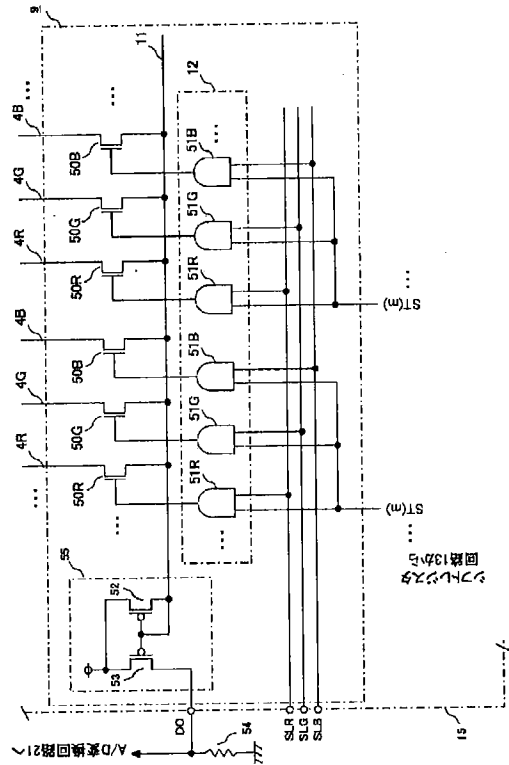 9
11
12
4R
4G
4B
4R
4G
4B
...
...
50R
50G
50B
50R
50G
50B
...
...
51R
51G
51B
51R
51G
51B
...
...
55
52
53
DO
A/D変換回路21へ
54
SLR
SLG
SLB
15
ST(m)
ST(m)
...
...
シフトレジスタ
回路13から